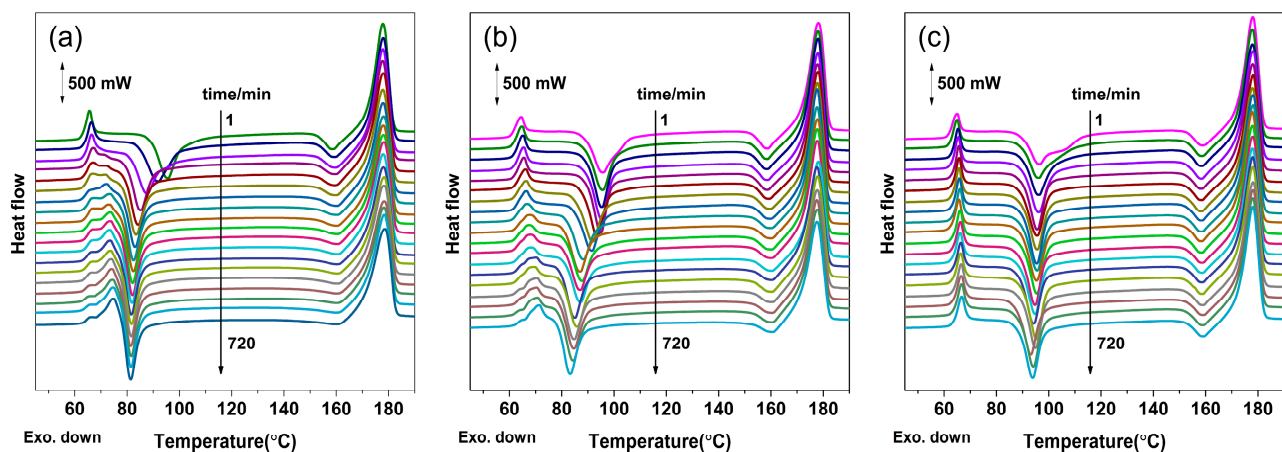 (a)
500 mW
time/min
1
720
Heat flow
60 80 100 120 140 160 180
Exo. down
Temperature(°C)
(b)
500 mW
time/min
1
720
Heat flow
60 80 100 120 140 160 180
Exo. down
Temperature(°C)
(c)
500 mW
time/min
1
720
Heat flow
60 80 100 120 140 160 180
Exo. down
Temperature(°C)